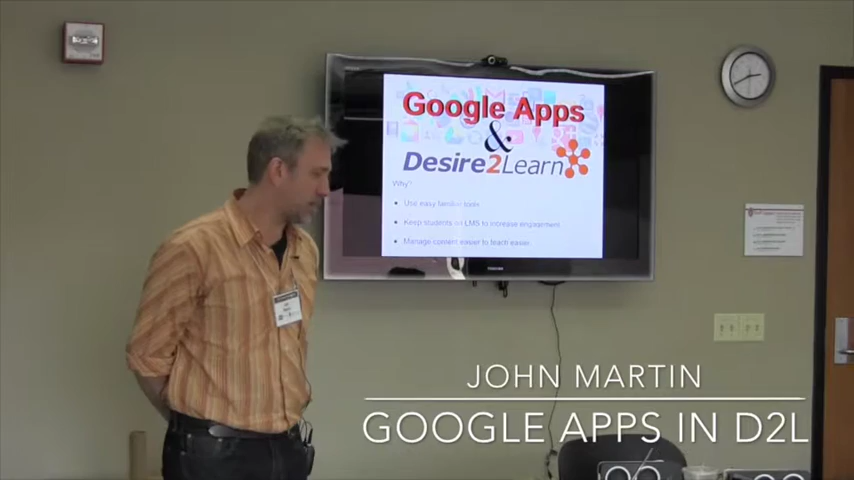 Google Apps
&
Desire2Learn
Why?
Use easy familiar tools
Keep students on LMS to increase engagement
Manage content easier to teach easier
JOHN MARTIN
GOOGLE APPS IN D2L